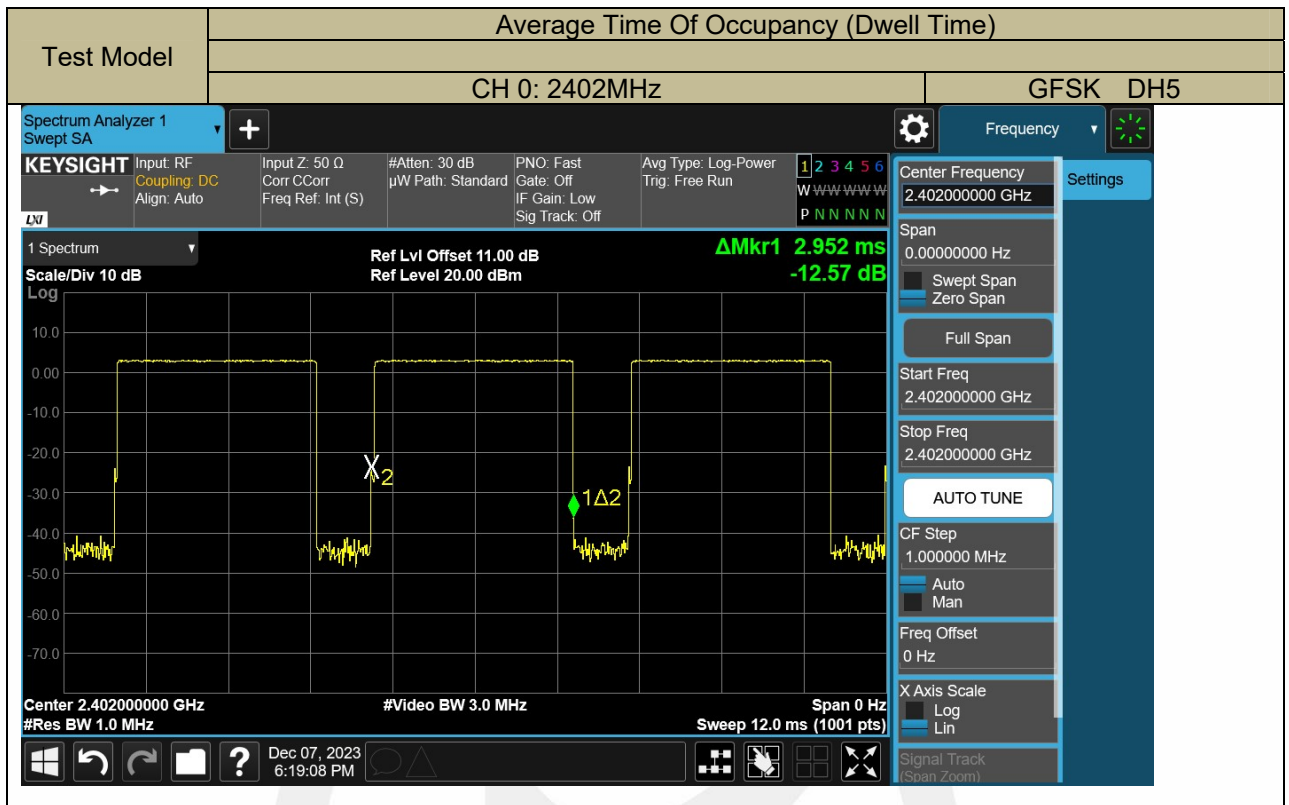 Test Model
Average Time Of Occupancy (Dwell Time)
CH 0: 2402MHz
GFSK DH5
Spectrum Analyzer 1
Swept SA
Frequency
KEYSIGHT
LXI
Input: RF
Coupling: DC
Align: Auto
Input Z: 50 Ω
Corr CCorr
Freq Ref: Int (S)
#Atten: 30 dB
µW Path: Standard
PNO: Fast
Gate: Off
IF Gain: Low
Sig Track: Off
Avg Type: Log-Power
Trig: Free Run
1 2 3 4 5 6
W W W W W W
P N N N N N
1 Spectrum
Scale/Div 10 dB
Log
Ref Lvl Offset 11.00 dB
Ref Level 20.00 dBm
ΔMkr1 2.952 ms
-12.57 dB
10.0
0.00
-10.0
-20.0
-30.0
-40.0
-50.0
-60.0
-70.0
X2
1Δ2
Center 2.402000000 GHz
#Res BW 1.0 MHz
#Video BW 3.0 MHz
Span 0 Hz
Sweep 12.0 ms (1001 pts)
Center Frequency
2.402000000 GHz
Settings
Span
0.00000000 Hz
Swept Span
Zero Span
Full Span
Start Freq
2.402000000 GHz
Stop Freq
2.402000000 GHz
AUTO TUNE
CF Step
1.000000 MHz
Auto
Man
Freq Offset
0 Hz
X Axis Scale
Log
Lin
Signal Track
(Span Zoom)
?
Dec 07, 2023
6:19:08 PM